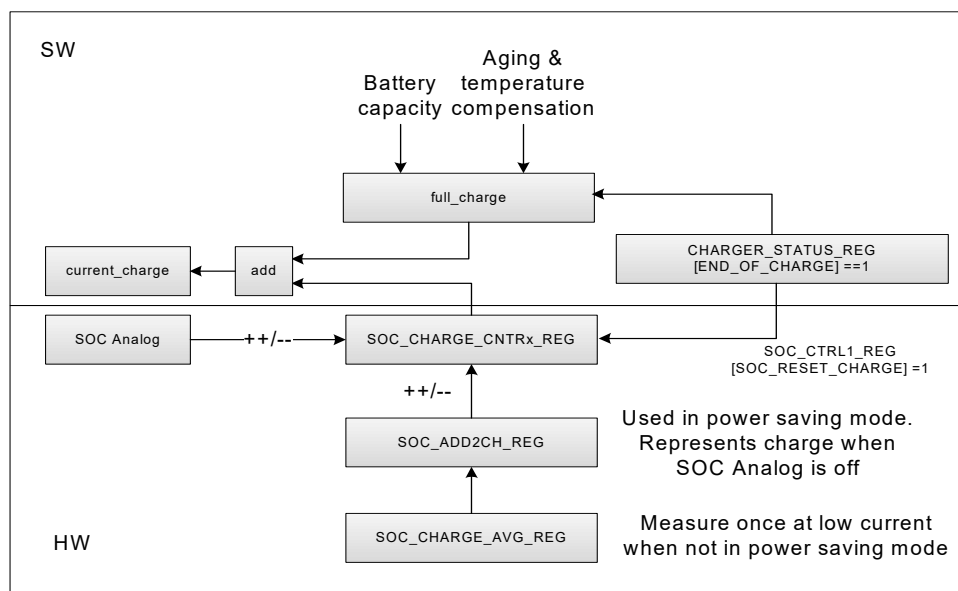 SW
Battery
capacity
Aging &
temperature
compensation
full_charge
CHARGER_STATUS_REG
[END_OF_CHARGE] ==1
current_charge
add
SOC Analog
++/--
SOC_CHARGE_CNTRx_REG
SOC_CTRL1_REG
[SOC_RESET_CHARGE] =1
++/--
SOC_ADD2CH_REG
Used in power saving mode.
Represents charge when
SOC Analog is off
SOC_CHARGE_AVG_REG
Measure once at low current
when not in power saving mode
HW